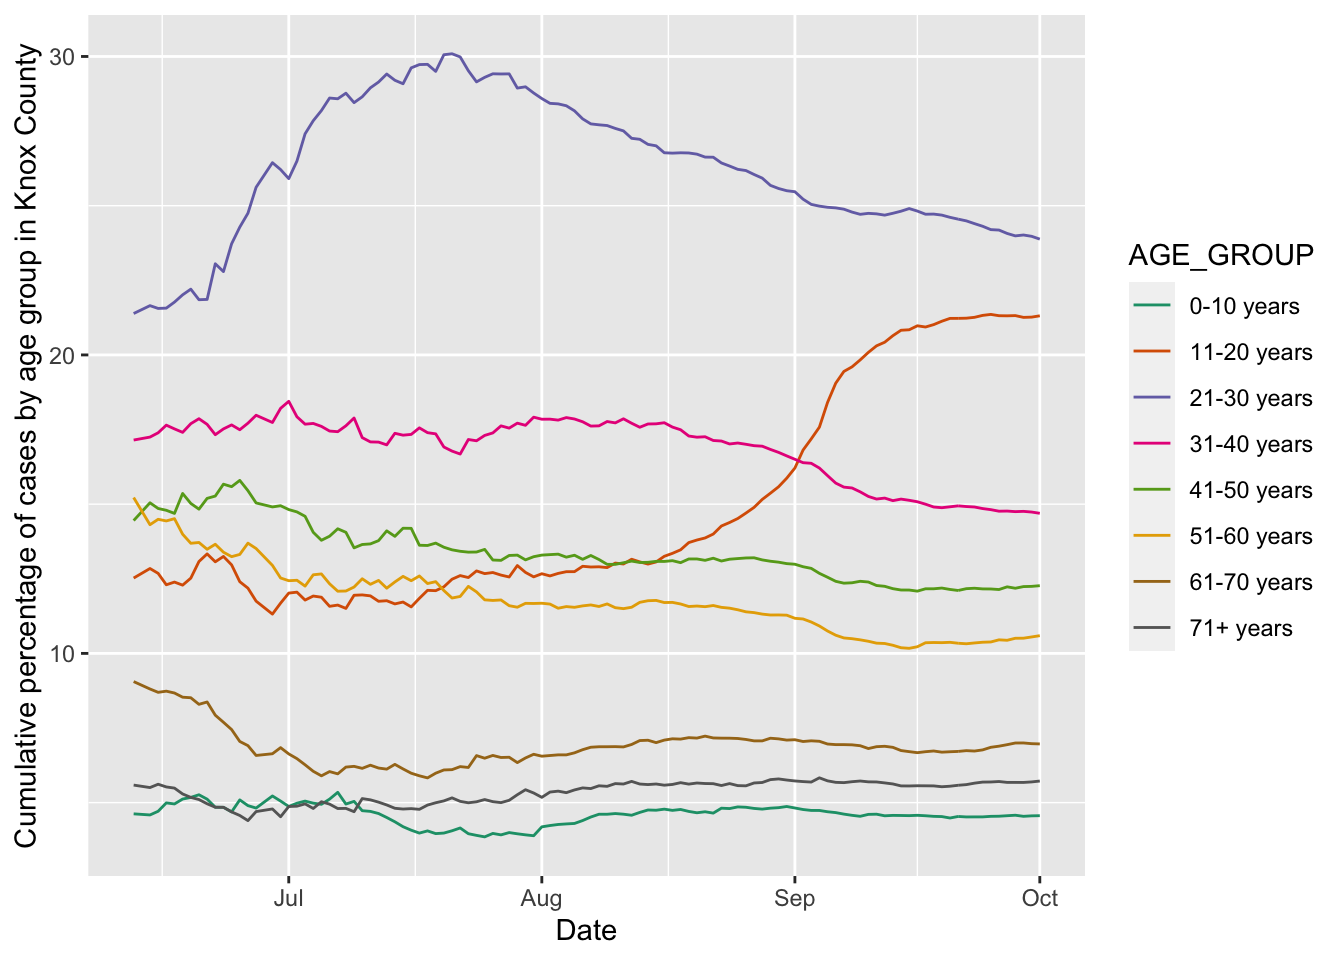 Cumulative percentage of cases by age group in Knox County
30
20
10
Jul
Aug
Sep
Oct
Date
AGE_GROUP
0-10 years
11-20 years
21-30 years
31-40 years
41-50 years
51-60 years
61-70 years
71+ years